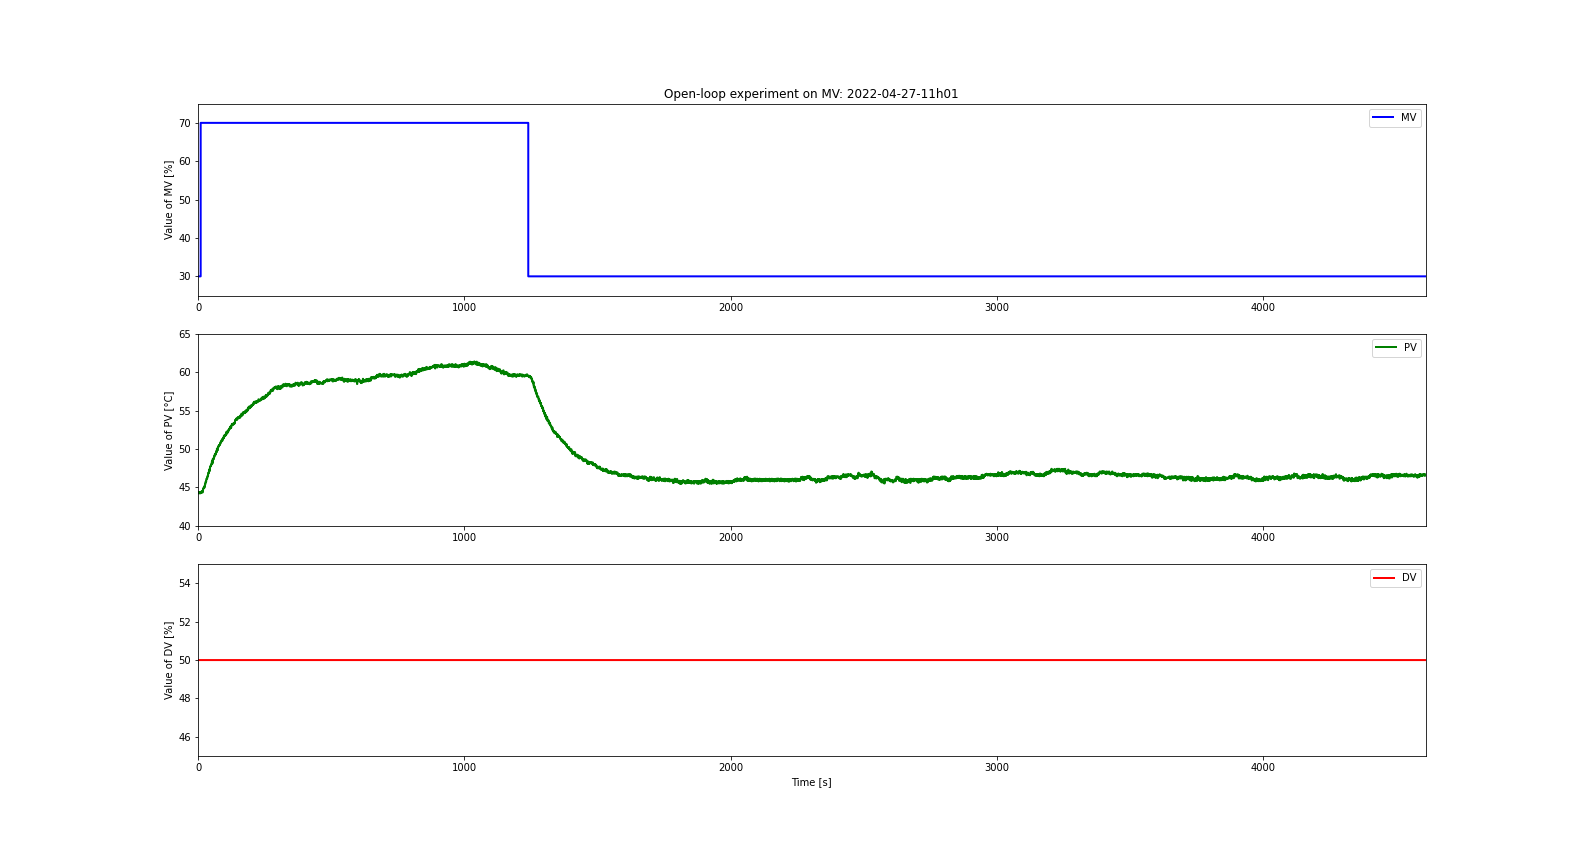 Open-loop experiment on MV: 2022-04-27-11h01
MV
Value of MV [%]
70
60
50
40
30
0 1000 2000 3000 4000
PV
Value of PV [°C]
65
60
55
50
45
40
0 1000 2000 3000 4000
DV
Value of DV [%]
54
52
50
48
46
0 1000 2000 3000 4000
Time [s]